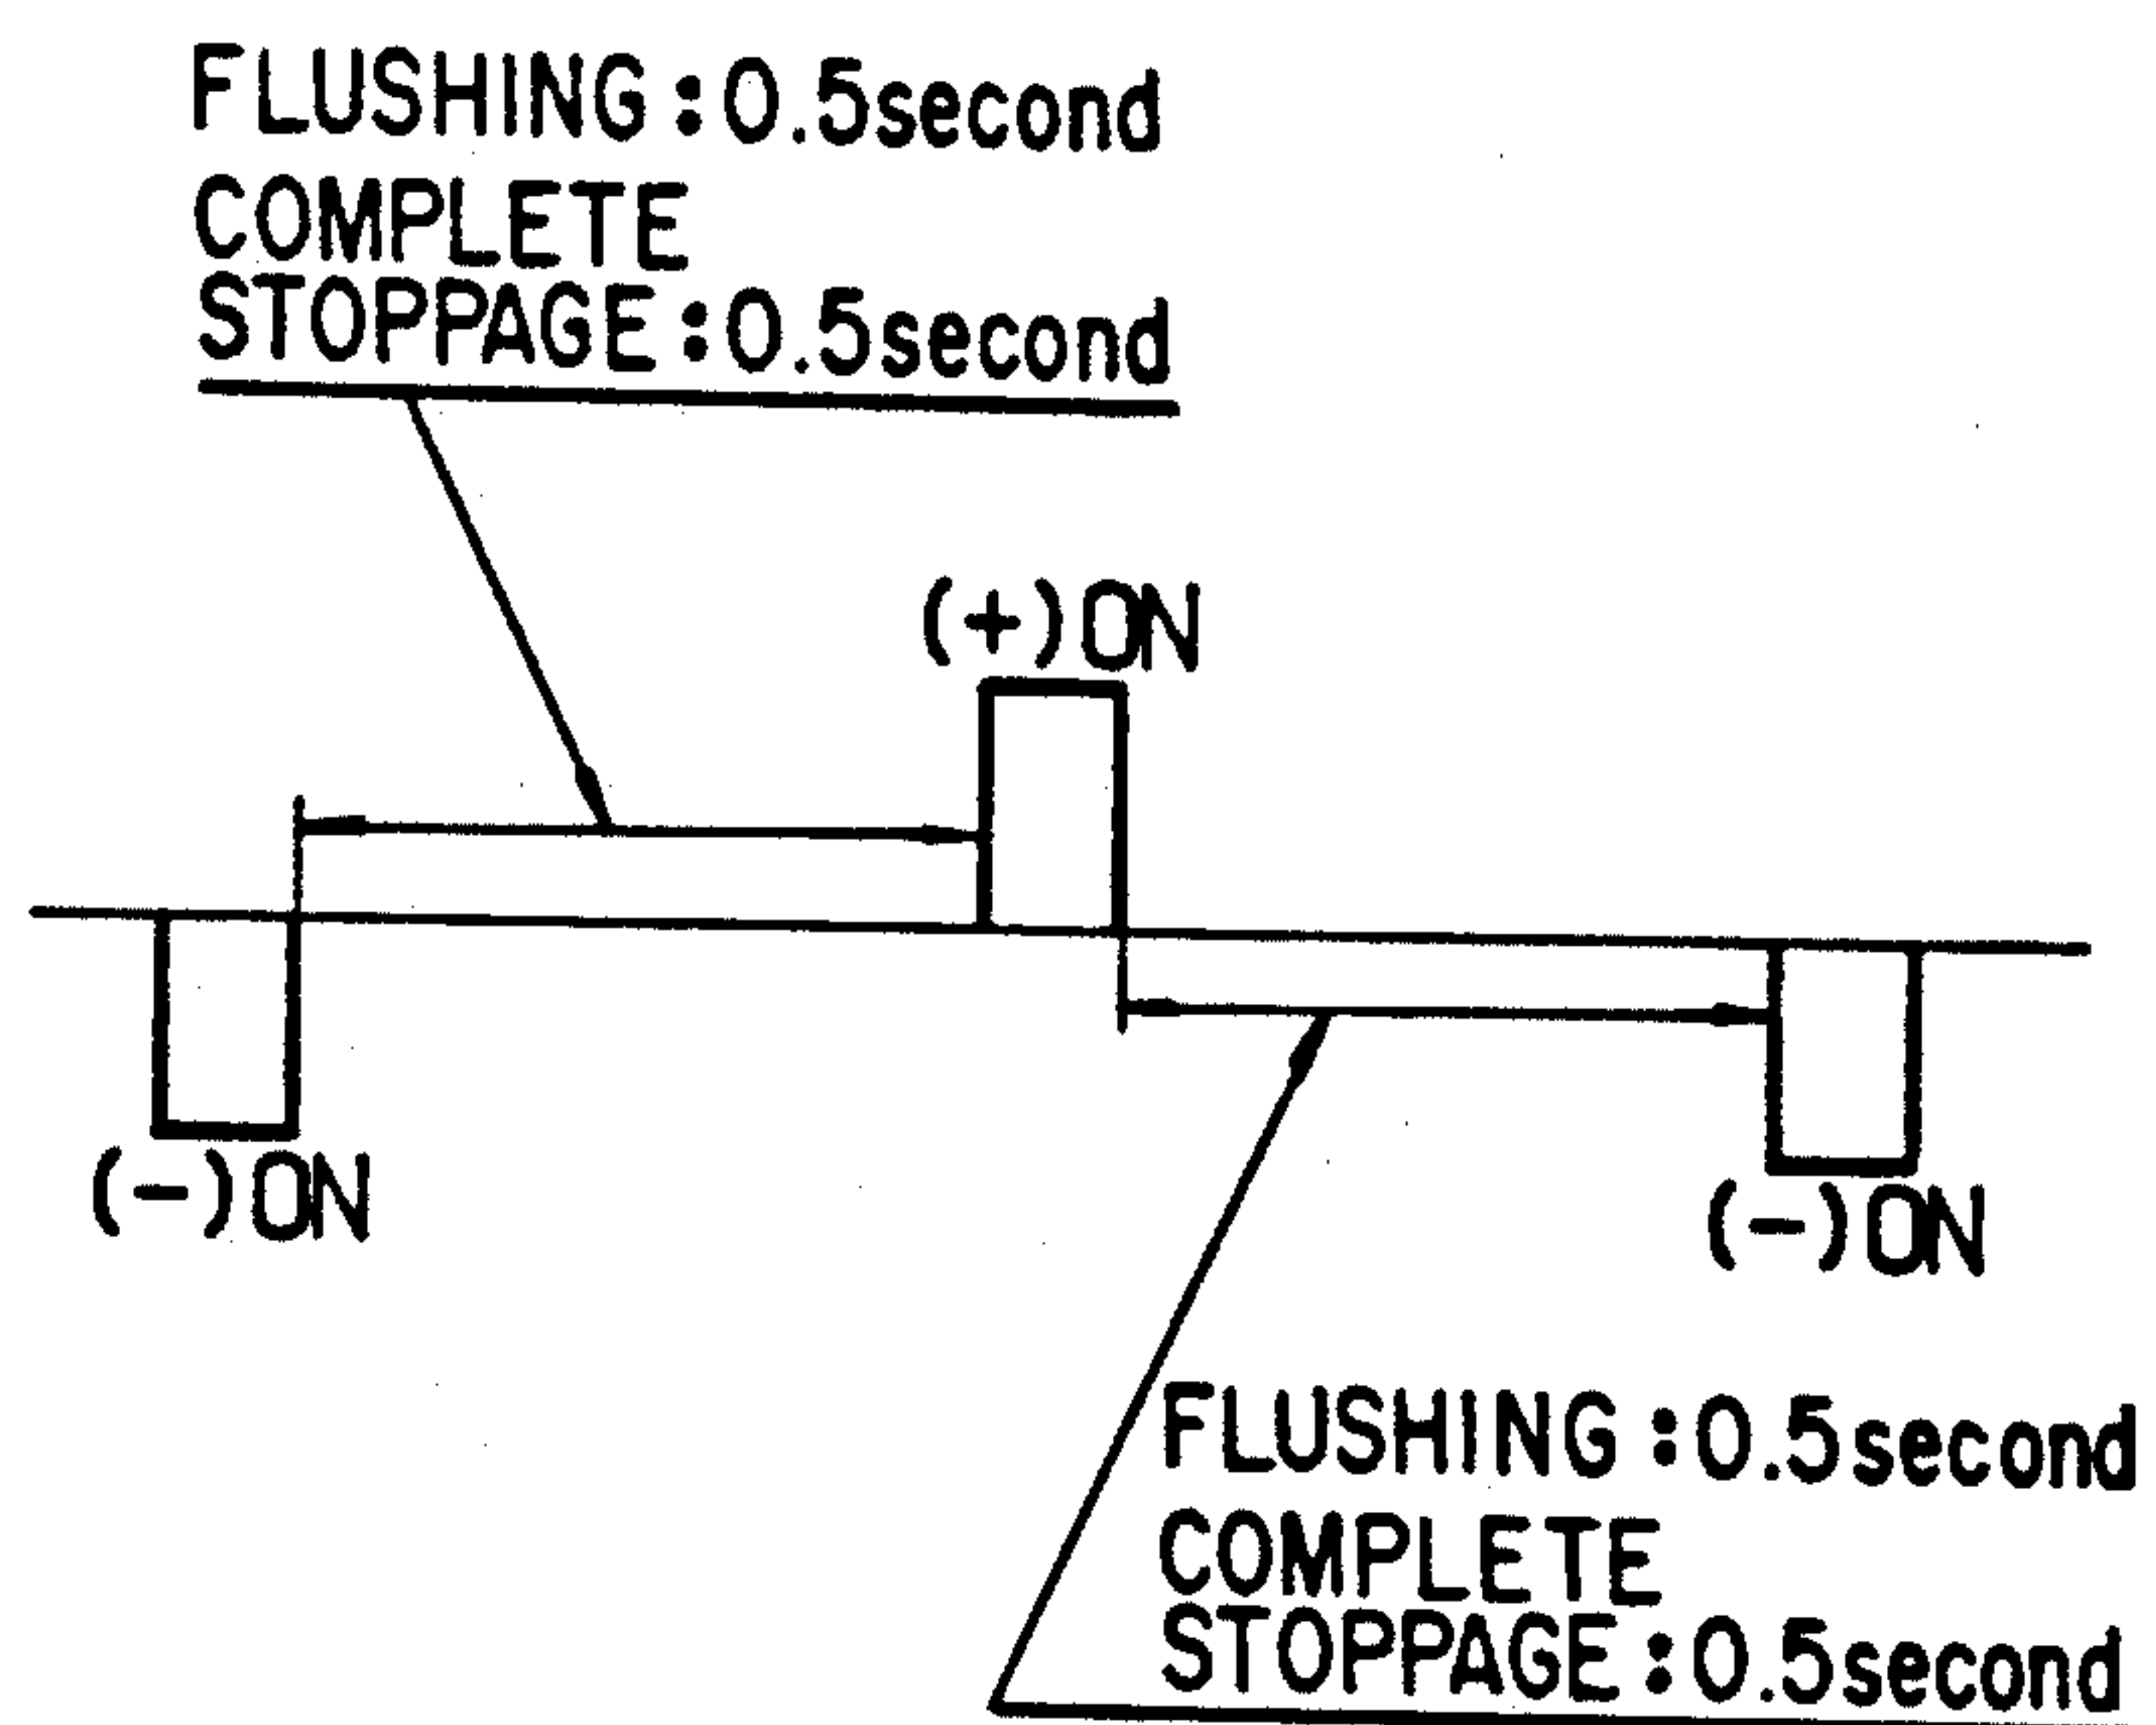 FLUSHING:0.5second
COMPLETE
STOPPAGE:0.5second
(+)ON
(-)ON
(-)ON
FLUSHING:0.5second
COMPLETE
STOPPAGE:0.5second